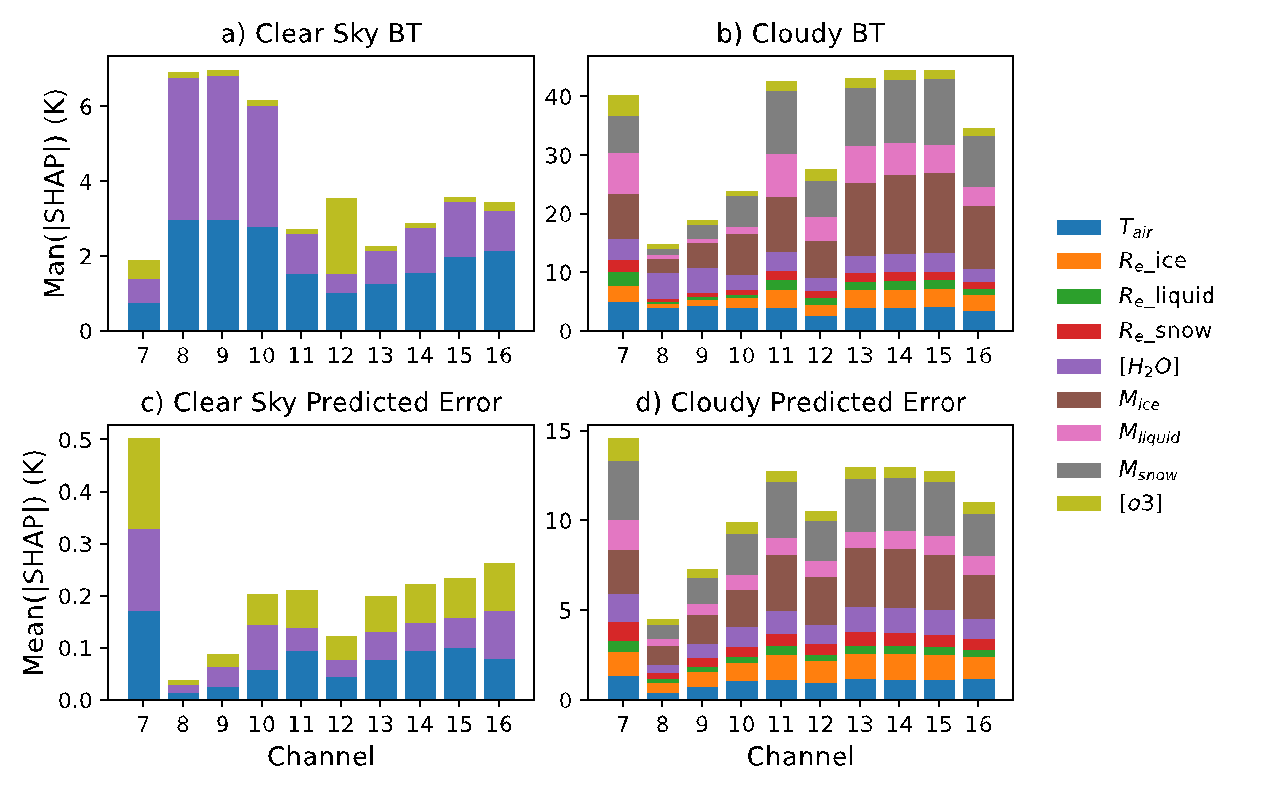 a) Clear Sky BT
Man(|SHAP|) (K)
6
4
2
0
7 8 9 10 11 12 13 14 15 16
b) Cloudy BT
40
30
20
10
0
7 8 9 10 11 12 13 14 15 16
c) Clear Sky Predicted Error
Mean(|SHAP|) (K)
0.5
0.4
0.3
0.2
0.1
0.0
7 8 9 10 11 12 13 14 15 16
Channel
d) Cloudy Predicted Error
15
10
5
0
7 8 9 10 11 12 13 14 15 16
Channel
T_air
R_e_ice
R_e_liquid
R_e_snow
[H₂O]
M_ice
M_liquid
M_snow
[o3]